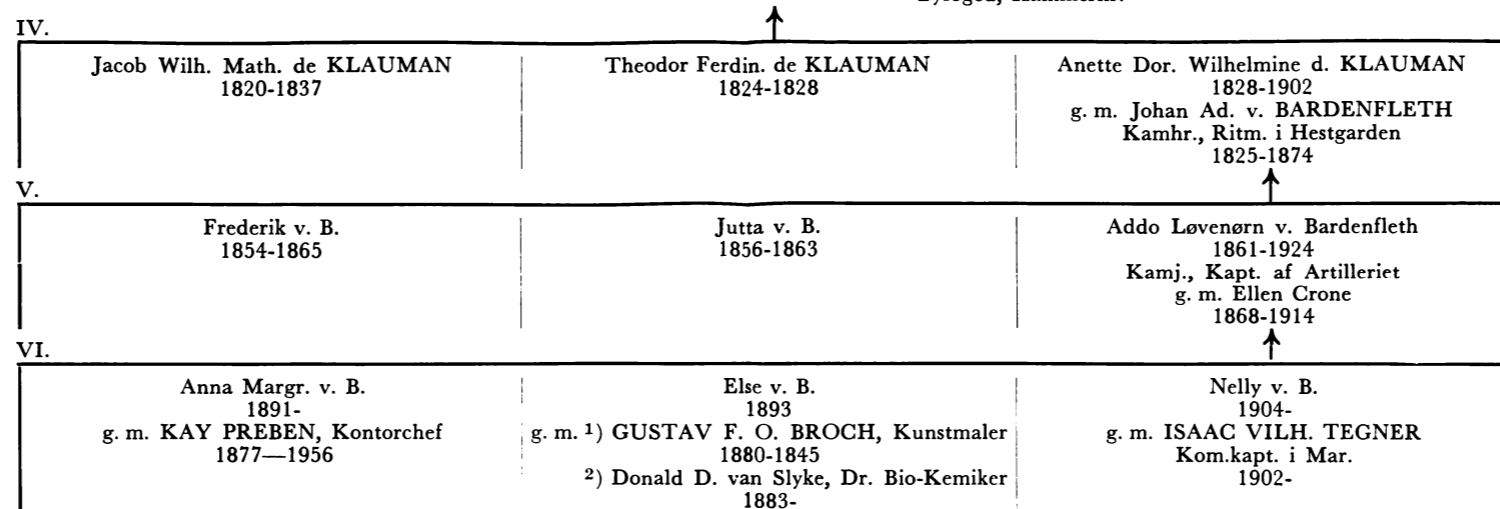 IV.
Jacob Wilh. Math. de KLAUMAN
1820-1837
Theodor Ferdin. de KLAUMAN
1824-1828
Anette Dor. Wilhelmine d. KLAUMAN
1828-1902
g. m. Johan Ad. v. BARDENFLETH
Kamhr., Ritm. i Hestgarden
1825-1874
V.
Frederik v. B.
1854-1865
Jutta v. B.
1856-1863
Addo Løvenørn v. Bardenfleth
1861-1924
Kamj., Kapt. af Artilleriet
g. m. Ellen Crone
1868-1914
VI.
Anna Margr. v. B.
1891-
g. m. KAY PREBEN, Kontorchef
1877—1956
Else v. B.
1893
g. m. ¹) GUSTAV F. O. BROCH, Kunstmaler
1880-1845
²) Donald D. van Slyke, Dr. Bio-Kemiker
1883-
Nelly v. B.
1904-
g. m. ISAAC VILH. TEGNER
Kom.kapt. i Mar.
1902-